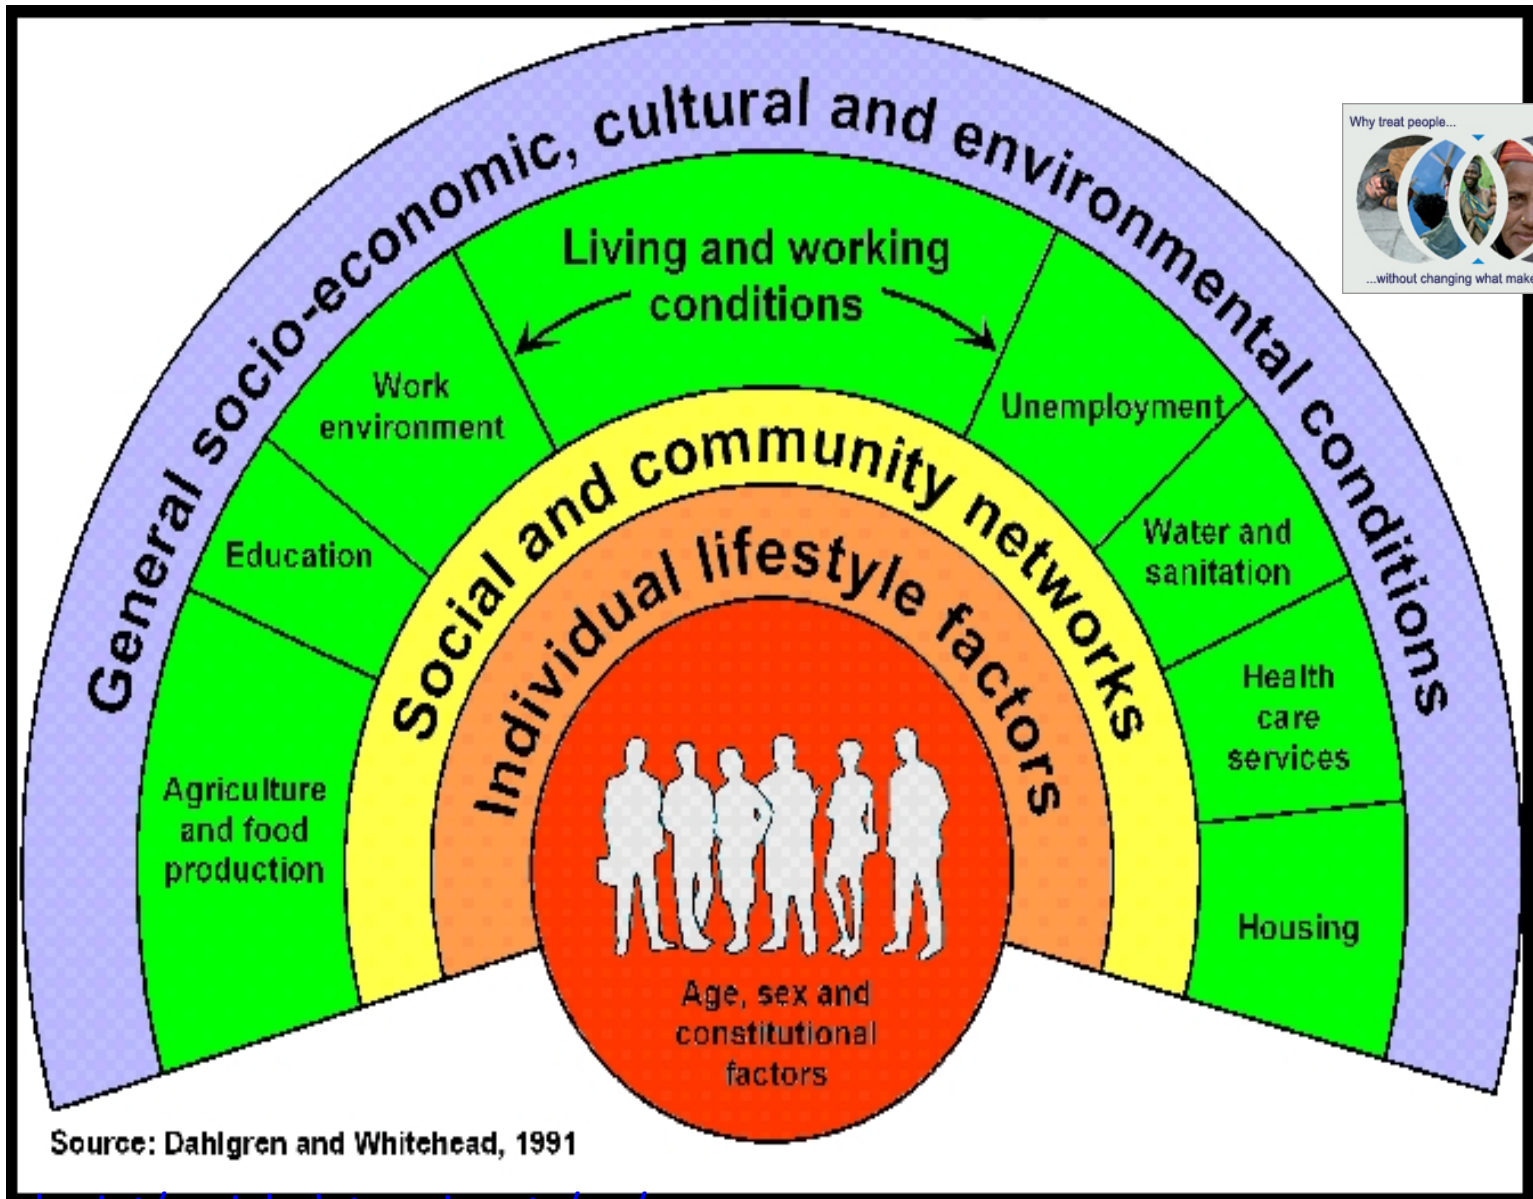 General socio-economic, cultural and environmental conditions
Why treat people...
...without changing what make
Living and working
conditions
Work
environment
Unemployment
Education
Water and
sanitation
Agriculture
and food
production
Health
care
services
Housing
Social and community networks
Individual lifestyle factors
Age, sex and
constitutional
factors
Source: Dahlgren and Whitehead, 1991